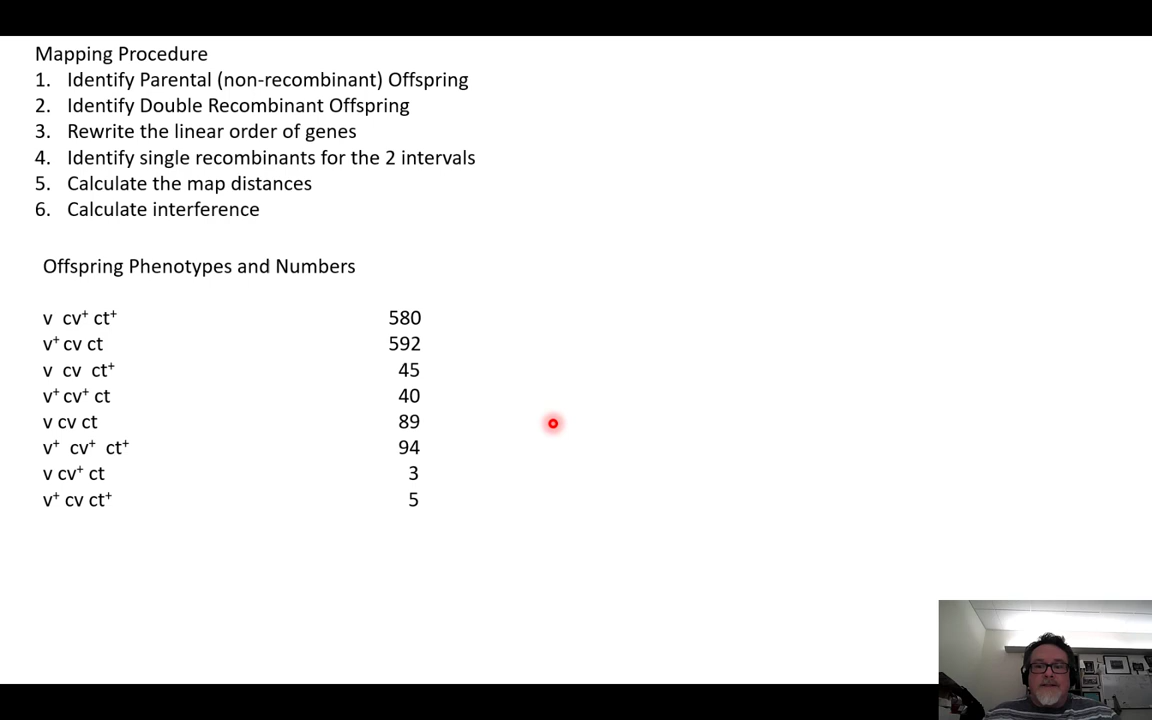 Mapping Procedure
1. Identify Parental (non-recombinant) Offspring
2. Identify Double Recombinant Offspring
3. Rewrite the linear order of genes
4. Identify single recombinants for the 2 intervals
5. Calculate the map distances
6. Calculate interference
Offspring Phenotypes and Numbers
v cv⁺ ct⁺ 580
v⁺ cv ct 592
v cv ct⁺ 45
v⁺ cv⁺ ct 40
v cv ct 89
v⁺ cv⁺ ct⁺ 94
v cv⁺ ct 3
v⁺ cv ct⁺ 5